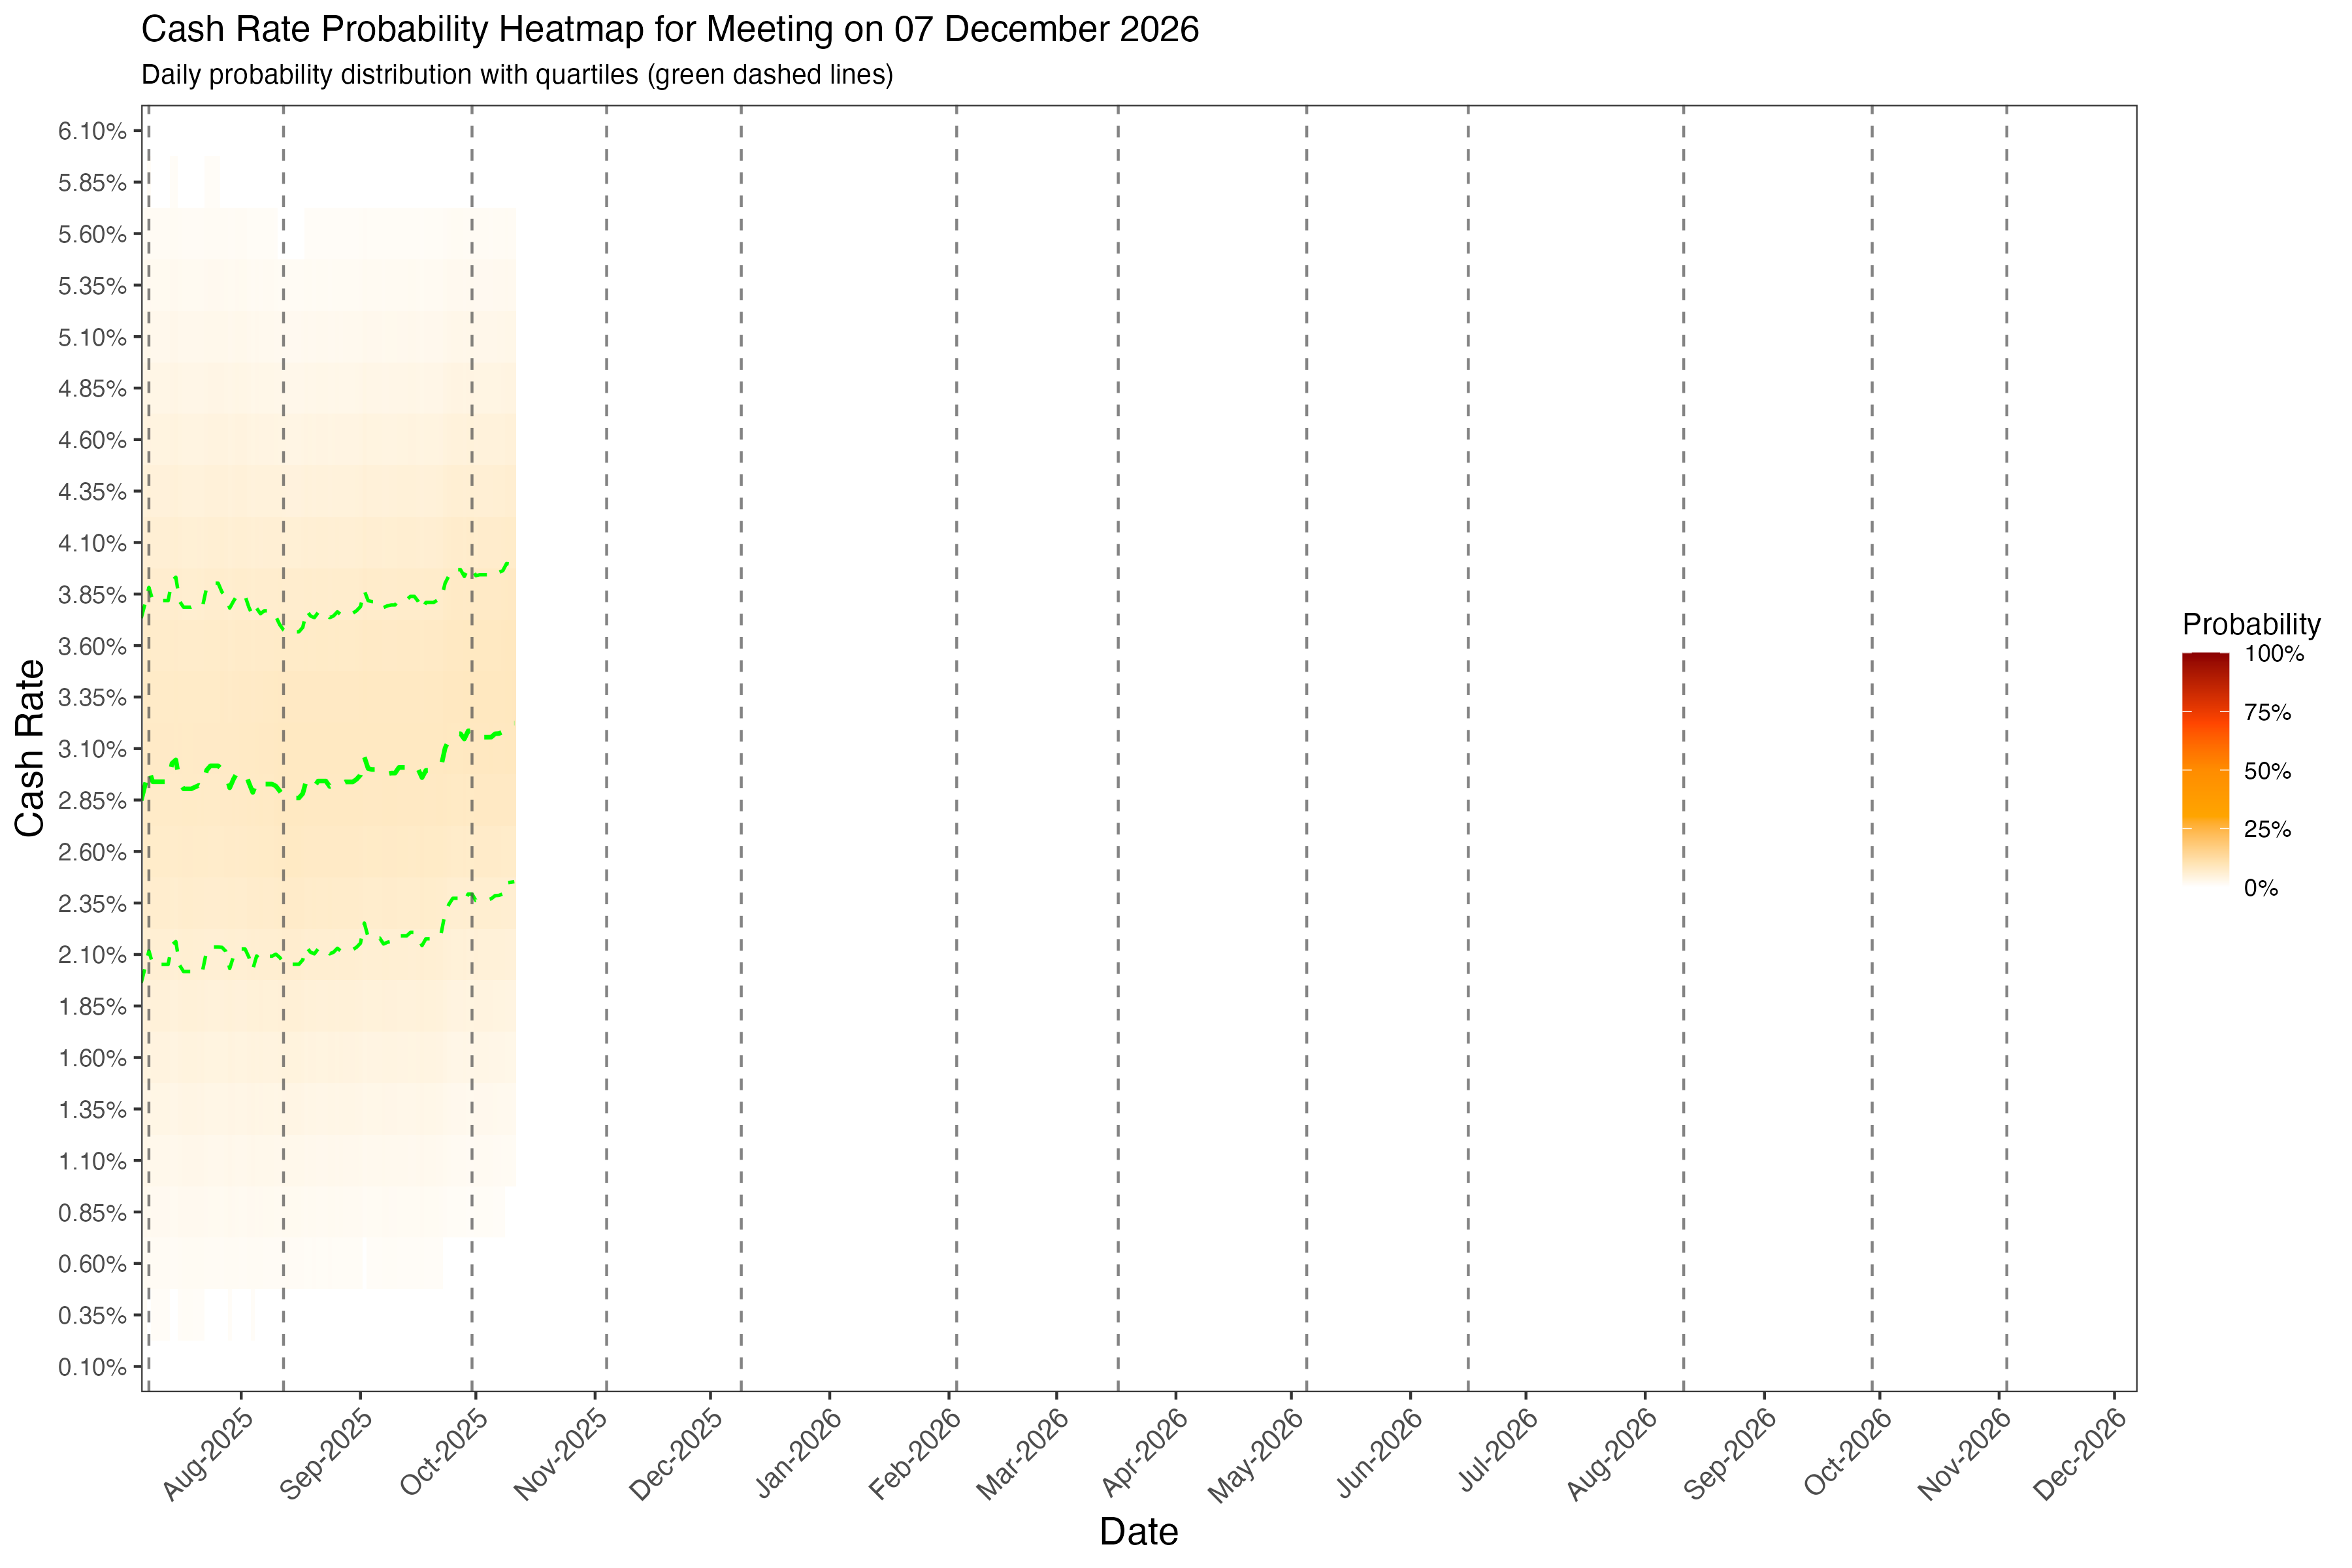 Cash Rate Probability Heatmap for Meeting on 07 December 2026
Daily probability distribution with quartiles (green dashed lines)
Cash Rate
6.10%
5.85%
5.60%
5.35%
5.10%
4.85%
4.60%
4.35%
4.10%
3.85%
3.60%
3.35%
3.10%
2.85%
2.60%
2.35%
2.10%
1.85%
1.60%
1.35%
1.10%
0.85%
0.60%
0.35%
0.10%
Aug-2025
Sep-2025
Oct-2025
Nov-2025
Dec-2025
Jan-2026
Feb-2026
Mar-2026
Apr-2026
May-2026
Jun-2026
Jul-2026
Aug-2026
Sep-2026
Oct-2026
Nov-2026
Dec-2026
Date
Probability
100%
75%
50%
25%
0%